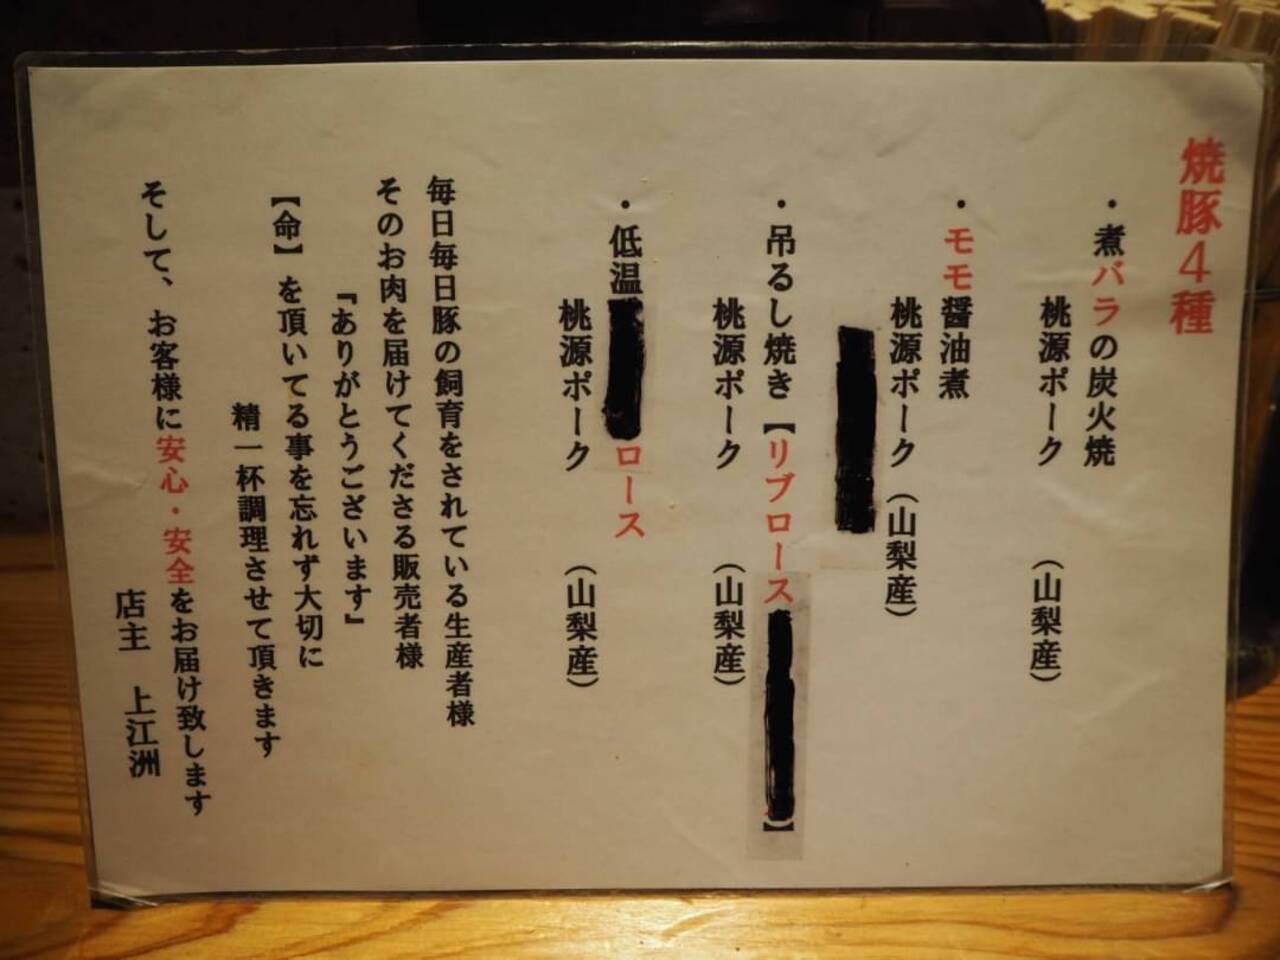 焼豚4種
・煮バラの炭火焼
桃源ポーク (山梨産)
・モモ醤油煮
桃源ポーク (山梨産)
・吊るし焼き【リブロース】
桃源ポーク (山梨産)
・低温ロース
桃源ポーク (山梨産)
毎日毎日豚の飼育をされている生産者様
そのお肉を届けてくださる販売者様
『ありがとうございます』
【命】を頂いてる事を忘れず大切に
精一杯調理させて頂きます
そして、お客様に安心・安全をお届け致します
店主 上江洲